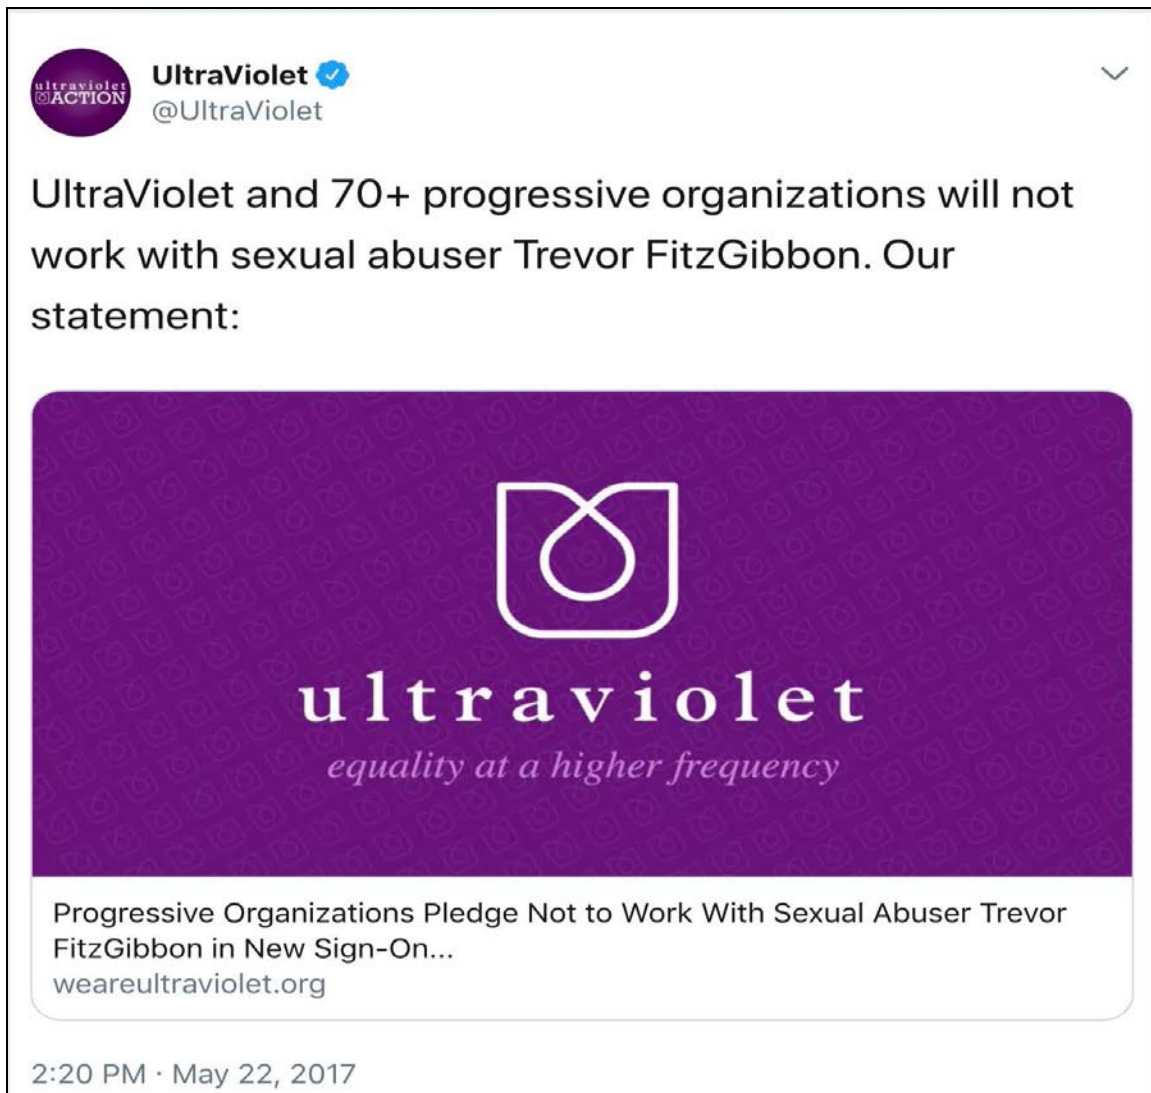 ultraviolet
ACTION
UltraViolet
@UltraViolet
UltraViolet and 70+ progressive organizations will not
work with sexual abuser Trevor FitzGibbon. Our
statement:
ultraviolet
equality at a higher frequency
Progressive Organizations Pledge Not to Work With Sexual Abuser Trevor
FitzGibbon in New Sign-On...
weareultraviolet.org
2:20 PM · May 22, 2017